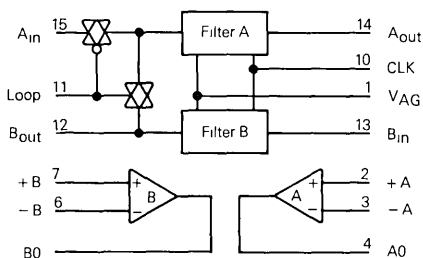 A_in 15 Filter A 14 A_out
10 CLK
Loop 11 1 V_AG
B_out 12 Filter B 13 B_in
+B 7 + B A + 2 +A
−B 6 − − 3 −A
B0 4 A0